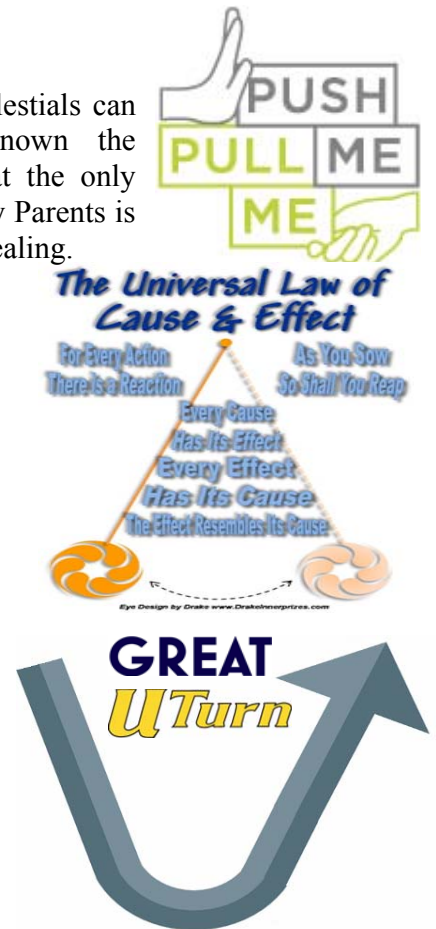 lestials can
nown the
at the only
y Parents is
ealing.
PUSH
PULL ME
ME
The Universal Law of
Cause & Effect
For Every Action
There is a Reaction
As You Sow
So Shall You Reap
Every Cause
Has Its Effect
Every Effect
Has Its Cause
The Effect Resembles Its Cause
Eye Design by Drake www.DrakeInnerprizes.com
GREAT
U Turn